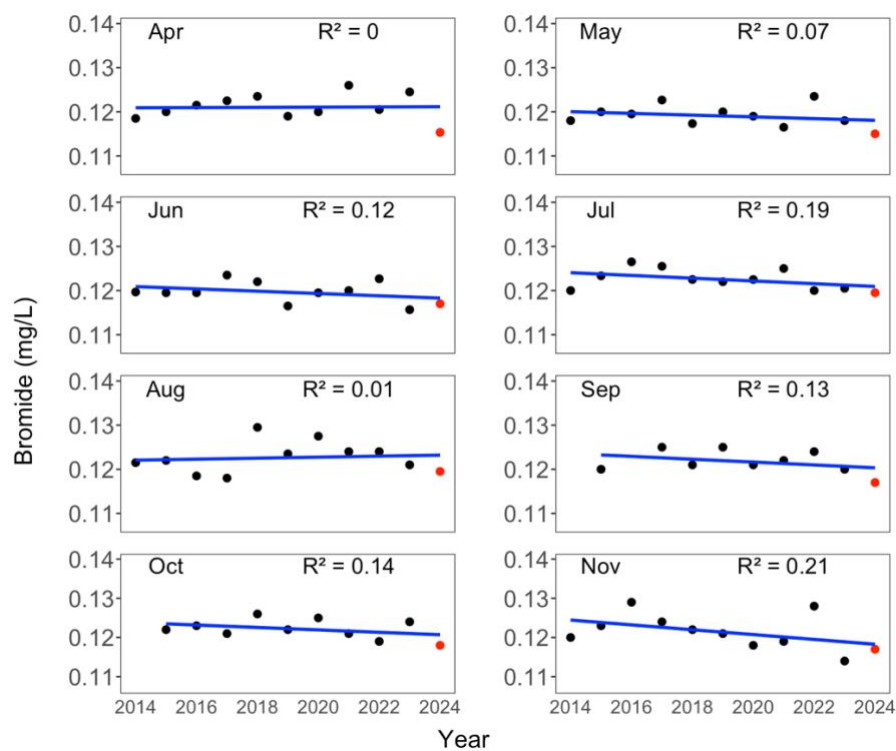 Bromide (mg/L)
Apr R² = 0
0.14
0.13
0.12
0.11
May R² = 0.07
0.14
0.13
0.12
0.11
Jun R² = 0.12
0.14
0.13
0.12
0.11
Jul R² = 0.19
0.14
0.13
0.12
0.11
Aug R² = 0.01
0.14
0.13
0.12
0.11
Sep R² = 0.13
0.14
0.13
0.12
0.11
Oct R² = 0.14
0.14
0.13
0.12
0.11
2014 2016 2018 2020 2022 2024
Nov R² = 0.21
0.14
0.13
0.12
0.11
2014 2016 2018 2020 2022 2024
Year